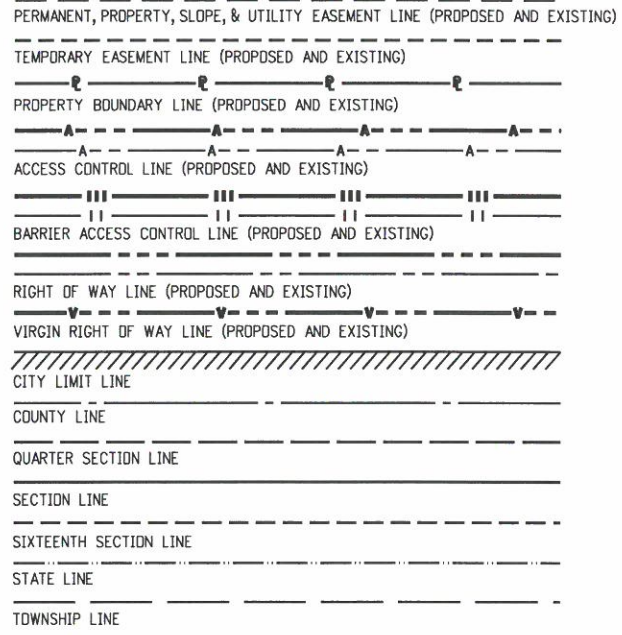 PERMANENT, PROPERTY, SLOPE, & UTILITY EASEMENT LINE (PROPOSED AND EXISTING)
TEMPORARY EASEMENT LINE (PROPOSED AND EXISTING)
℄ ℄ ℄ ℄
PROPERTY BOUNDARY LINE (PROPOSED AND EXISTING)
A A A A
A A A A
ACCESS CONTROL LINE (PROPOSED AND EXISTING)
BARRIER ACCESS CONTROL LINE (PROPOSED AND EXISTING)
RIGHT OF WAY LINE (PROPOSED AND EXISTING)
V V V V
VIRGIN RIGHT OF WAY LINE (PROPOSED AND EXISTING)
CITY LIMIT LINE
COUNTY LINE
QUARTER SECTION LINE
SECTION LINE
SIXTEENTH SECTION LINE
STATE LINE
TOWNSHIP LINE